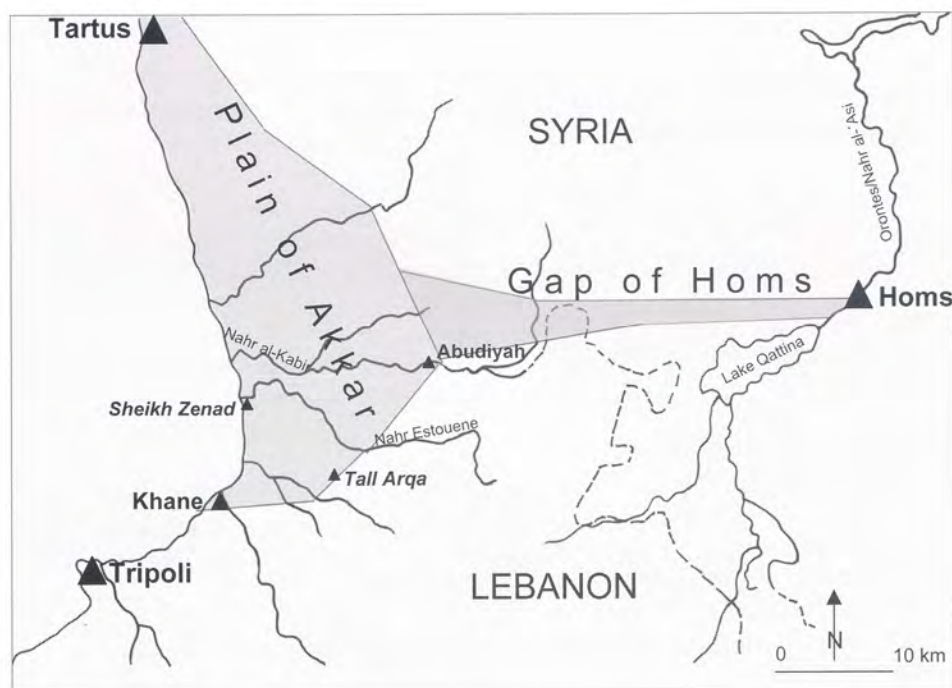 Tartus
Plain of Akkar
SYRIA
Orontes/Nahr al-`Asi
Gap of Homs
Homs
Nahr al-Kabir
Abudiyah
Lake Qattina
Sheikh Zenad
Nahr Estouene
Tall Arqa
Khane
Tripoli
LEBANON
N
0 10 km